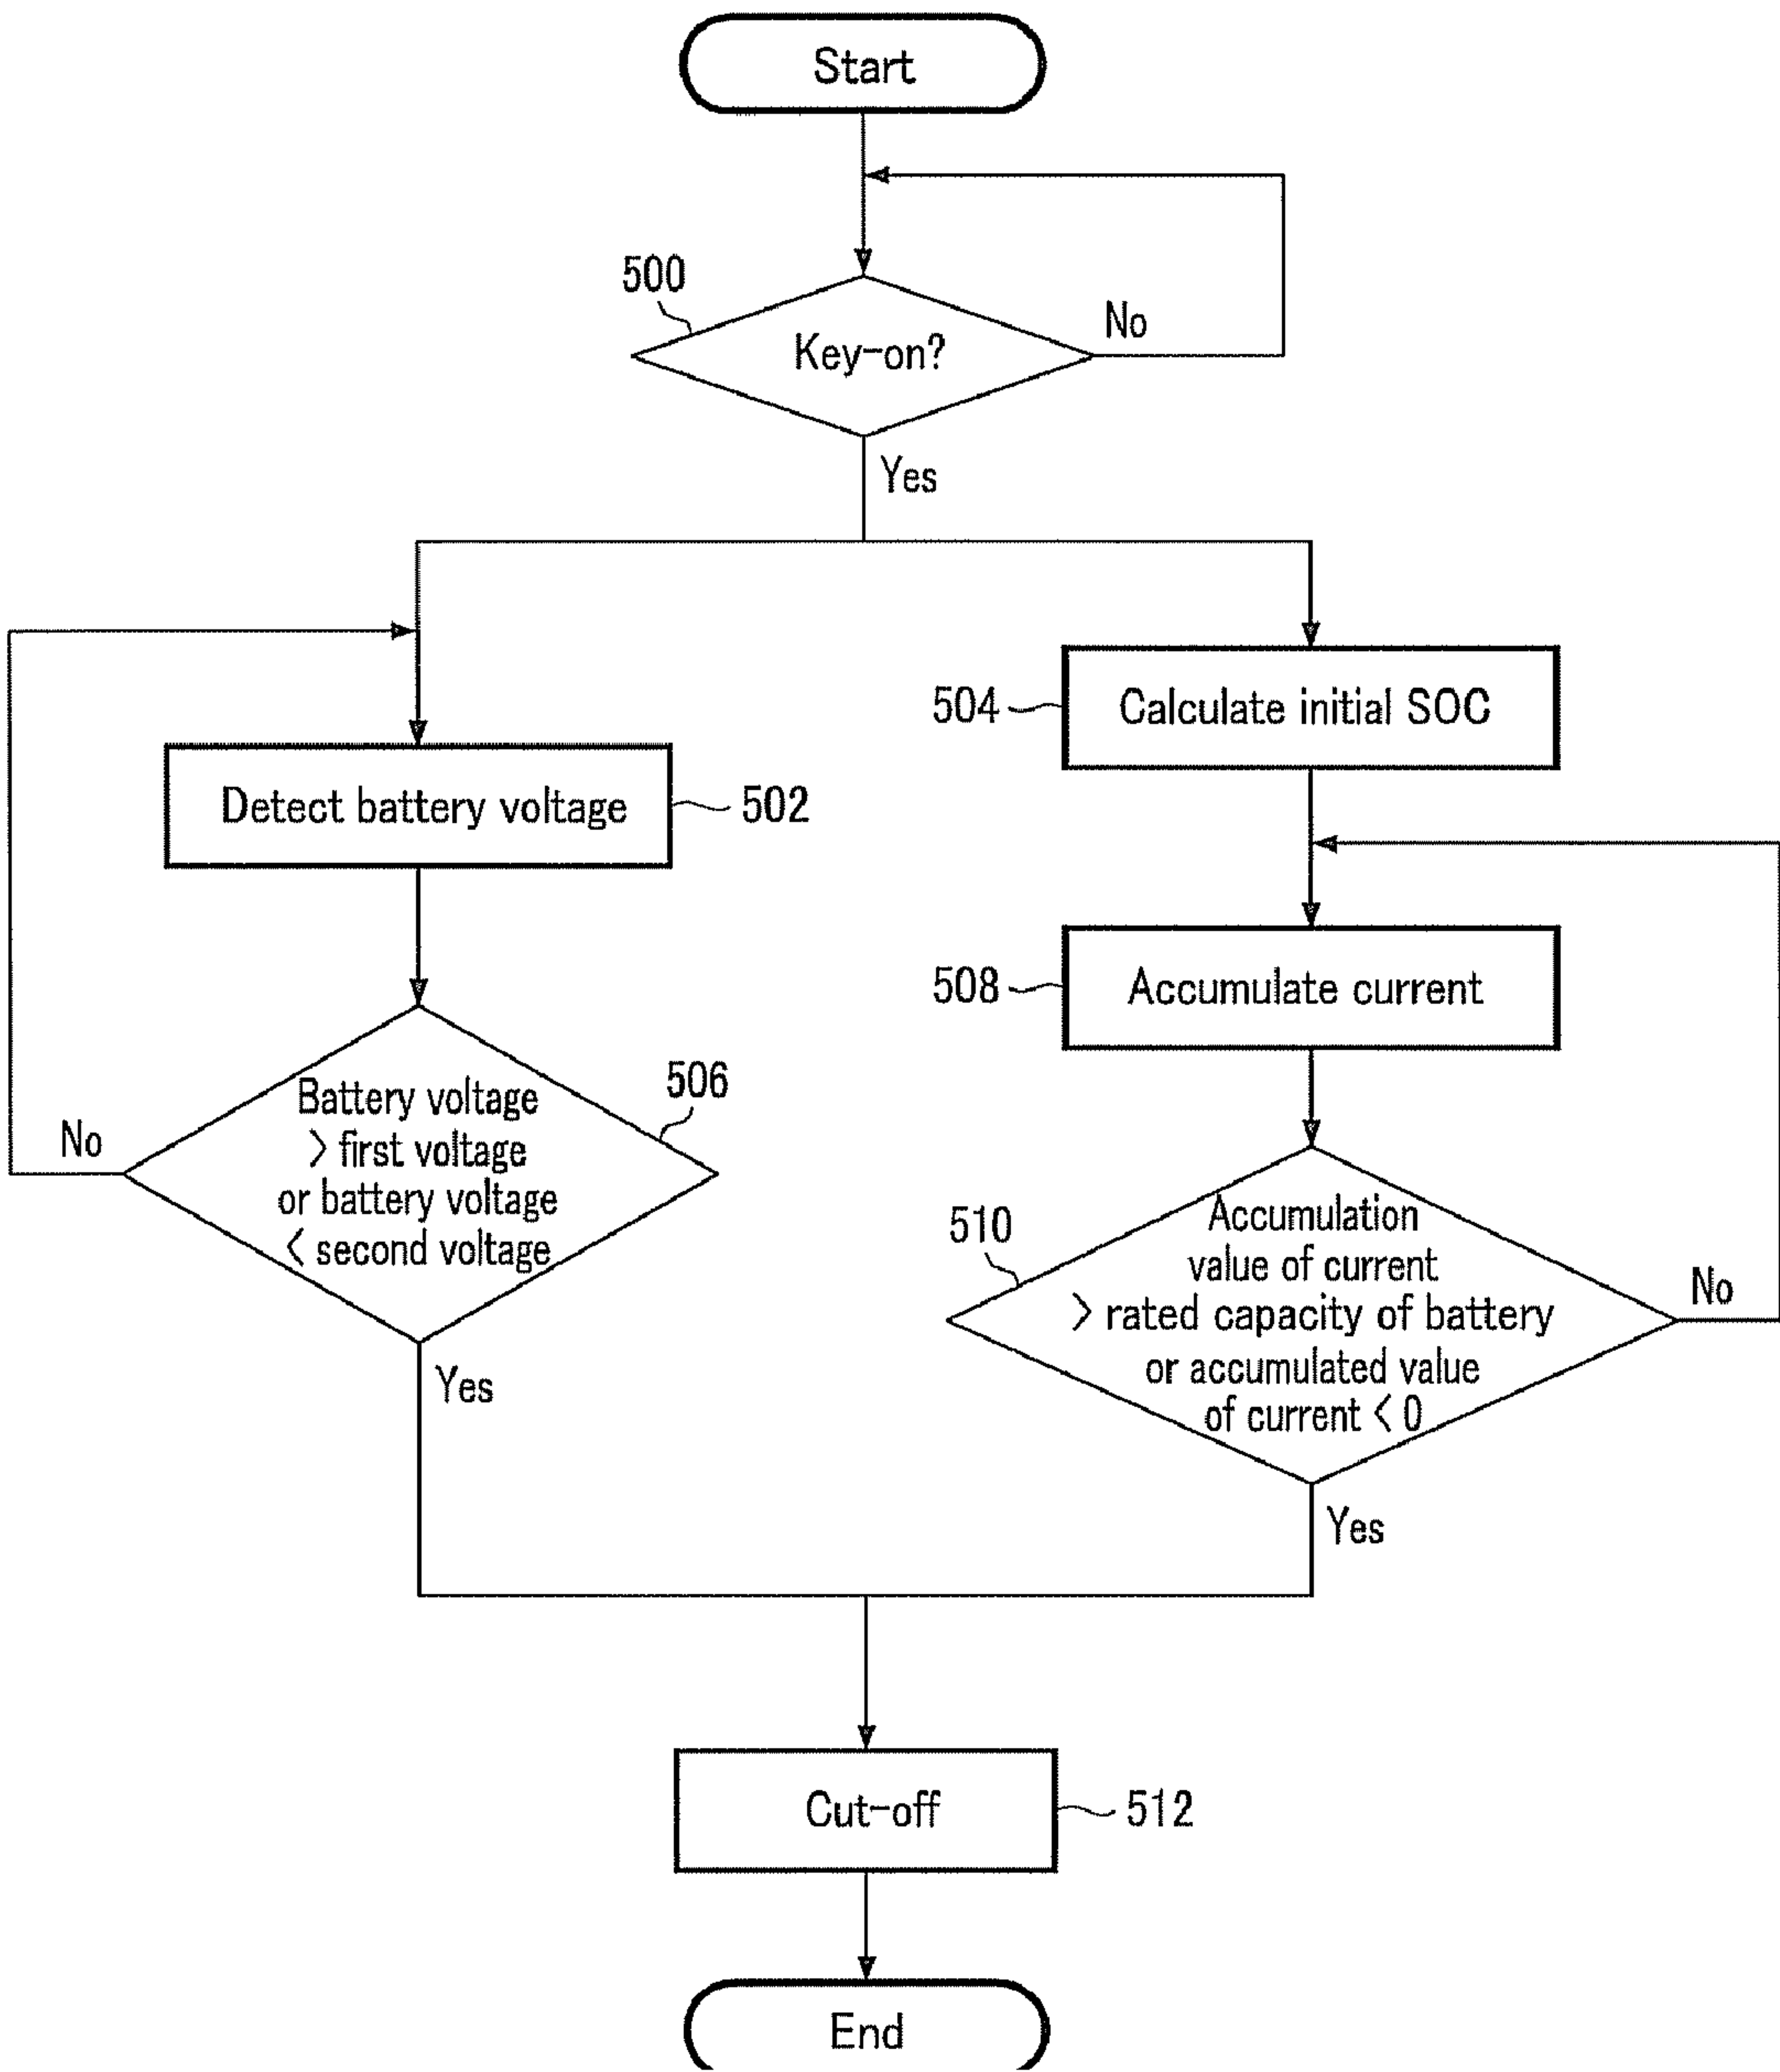 Start
500
Key-on?
No
Yes
504
Calculate initial SOC
Detect battery voltage
502
508
Accumulate current
506
Battery voltage
> first voltage
or battery voltage
< second voltage
No
Yes
510
Accumulation
value of current
> rated capacity of battery
or accumulated value
of current < 0
No
Yes
Cut-off
512
End